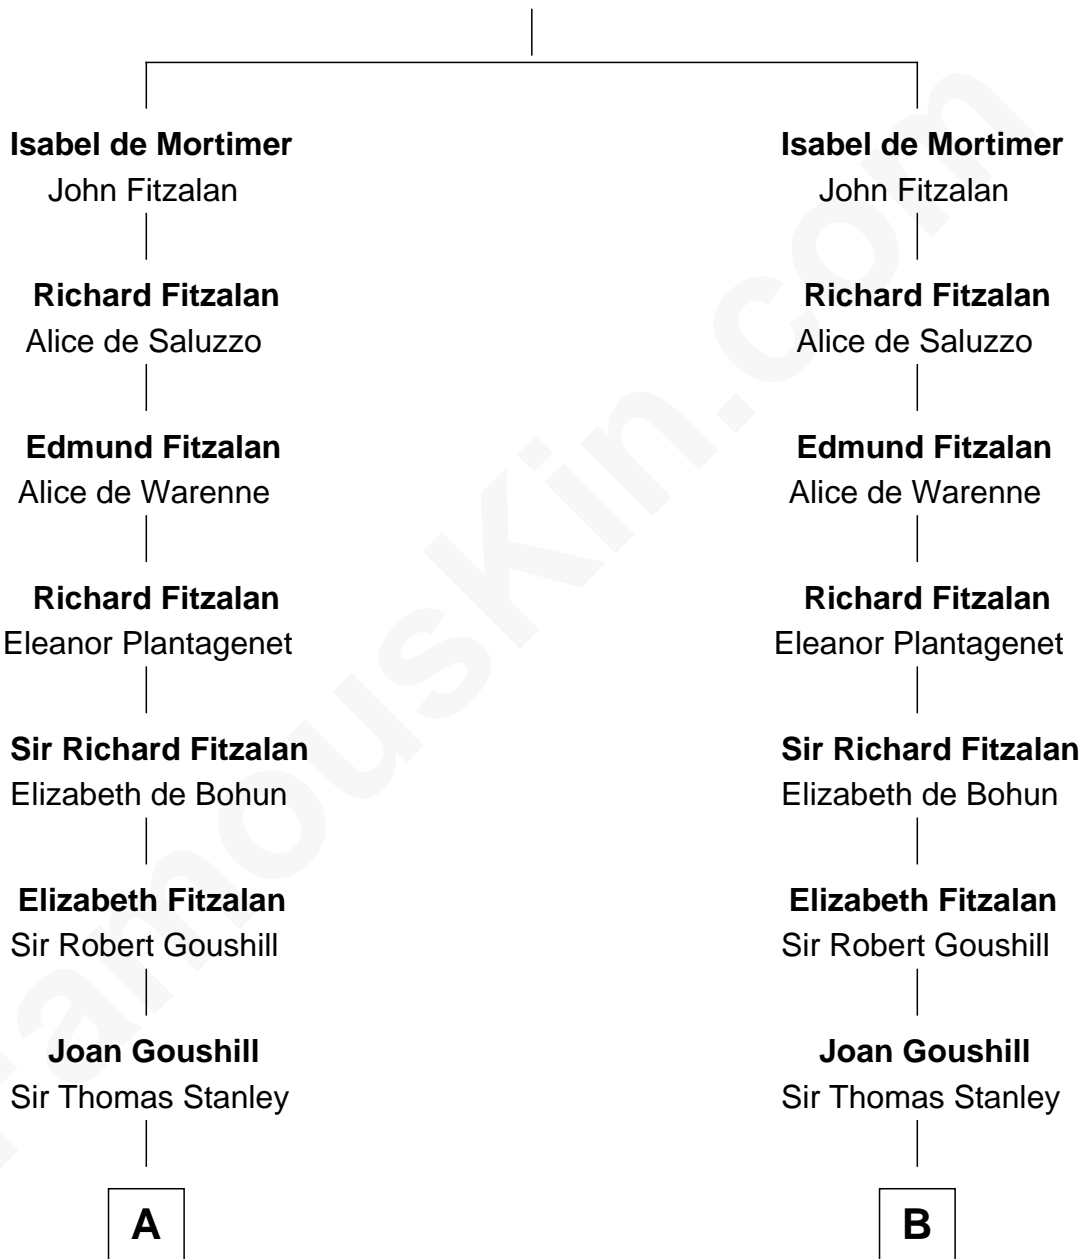 Isabel de Mortimer
John Fitzalan
Richard Fitzalan
Alice de Saluzzo
Edmund Fitzalan
Alice de Warenne
Richard Fitzalan
Eleanor Plantagenet
Sir Richard Fitzalan
Elizabeth de Bohun
Elizabeth Fitzalan
Sir Robert Goushill
Joan Goushill
Sir Thomas Stanley
A
Isabel de Mortimer
John Fitzalan
Richard Fitzalan
Alice de Saluzzo
Edmund Fitzalan
Alice de Warenne
Richard Fitzalan
Eleanor Plantagenet
Sir Richard Fitzalan
Elizabeth de Bohun
Elizabeth Fitzalan
Sir Robert Goushill
Joan Goushill
Sir Thomas Stanley
B
FamousKin.com